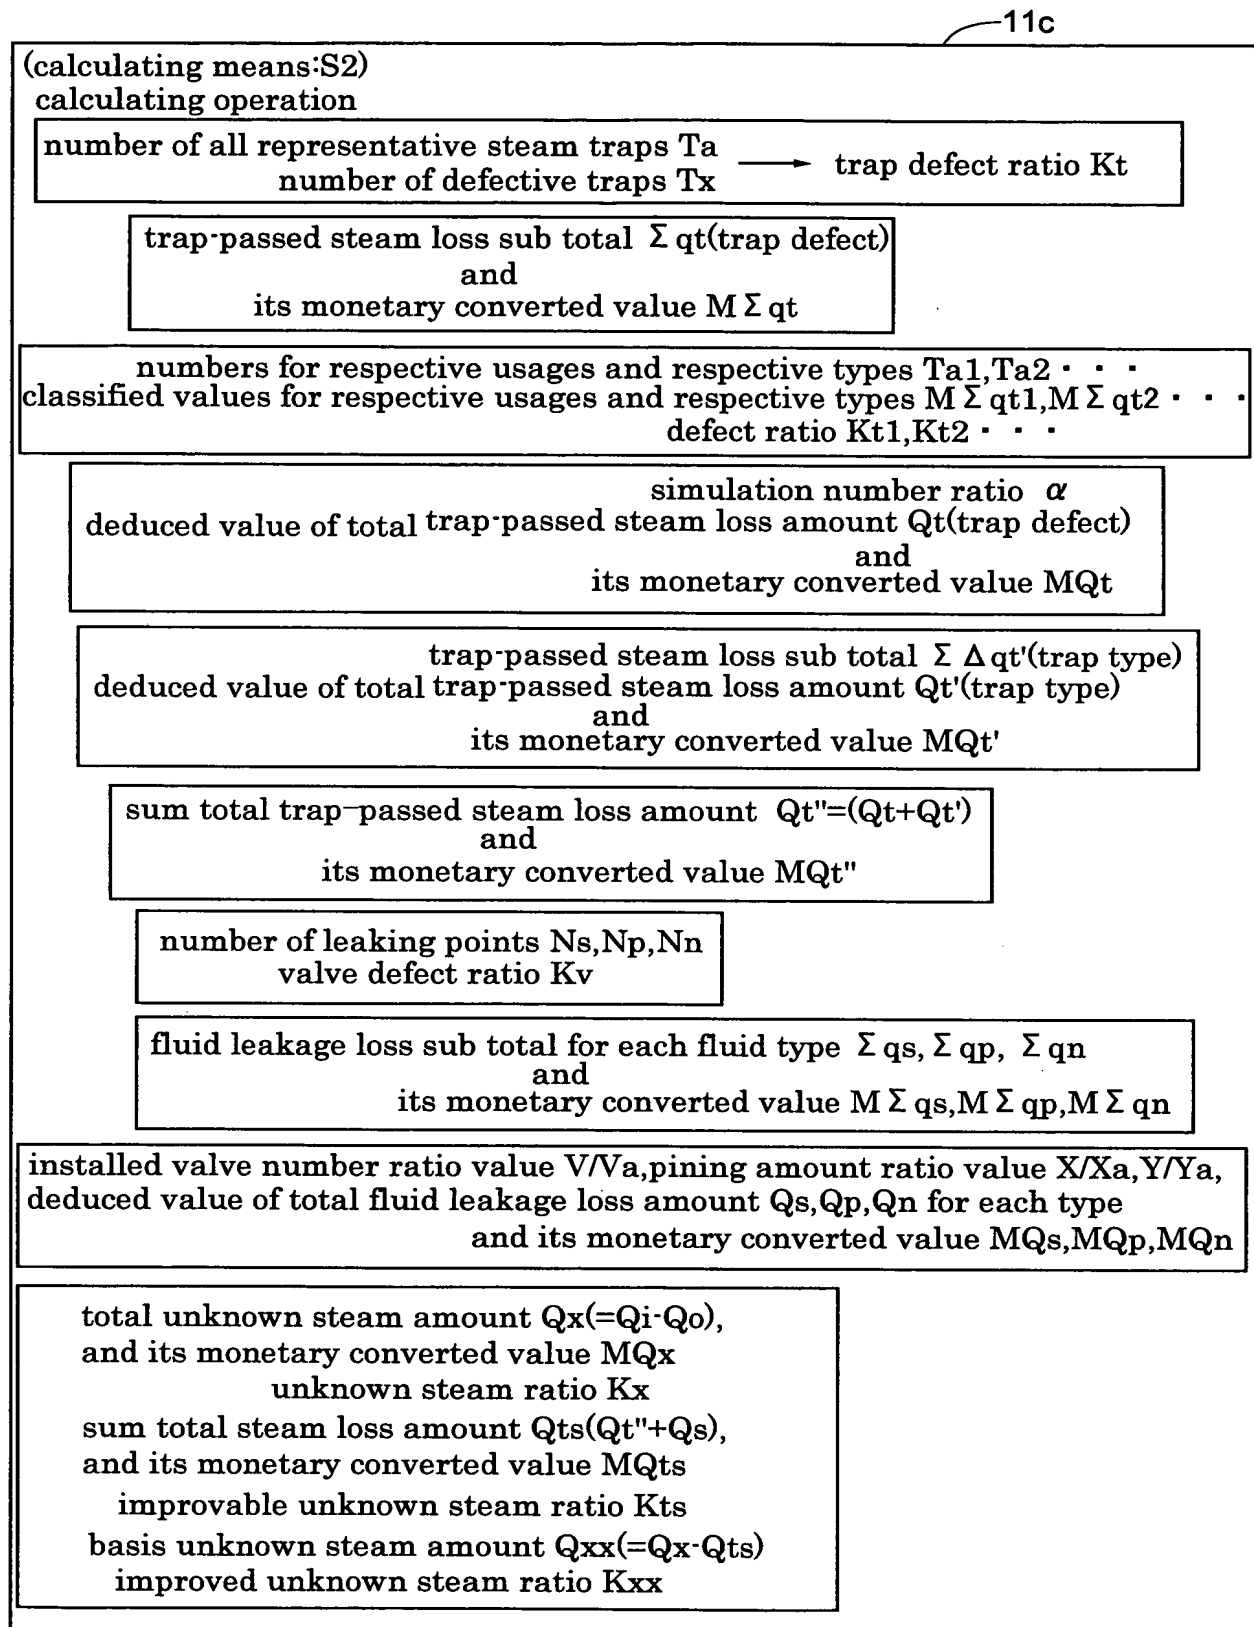 11c
(calculating means:S2)
calculating operation
number of all representative steam traps Ta
number of defective traps Tx
→ trap defect ratio Kt
trap-passed steam loss sub total Σqt(trap defect)
and
its monetary converted value MΣqt
numbers for respective usages and respective types Ta1,Ta2・・・
classified values for respective usages and respective types MΣqt1,MΣqt2・・・
defect ratio Kt1,Kt2・・・
simulation number ratio α
deduced value of total trap-passed steam loss amount Qt(trap defect)
and
its monetary converted value MQt
trap-passed steam loss sub total ΣΔqt'(trap type)
deduced value of total trap-passed steam loss amount Qt'(trap type)
and
its monetary converted value MQt'
sum total trap-passed steam loss amount Qt"=(Qt+Qt')
and
its monetary converted value MQt"
number of leaking points Ns,Np,Nn
valve defect ratio Kv
fluid leakage loss sub total for each fluid type Σqs,Σqp, Σqn
and
its monetary converted value MΣqs,MΣqp,MΣqn
installed valve number ratio value V/Va,pining amount ratio value X/Xa,Y/Ya,
deduced value of total fluid leakage loss amount Qs,Qp,Qn for each type
and its monetary converted value MQs,MQp,MQn
total unknown steam amount Qx(=Qi-Qo),
and its monetary converted value MQx
unknown steam ratio Kx
sum total steam loss amount Qts(Qt"+Qs),
and its monetary converted value MQts
improvable unknown steam ratio Kts
basis unknown steam amount Qxx(=Qx-Qts)
improved unknown steam ratio Kxx